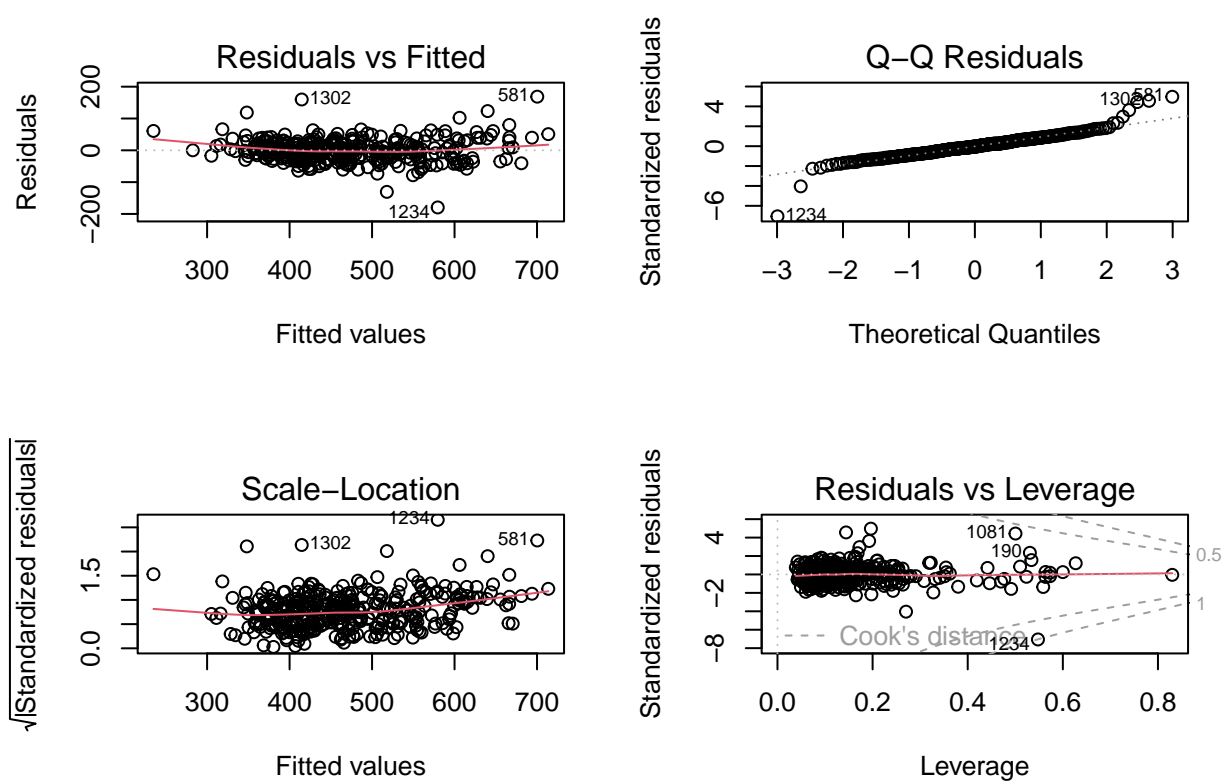 Residuals vs Fitted
Residuals
200
0
−200
1302
581
1234
300 400 500 600 700
Fitted values
Q−Q Residuals
Standardized residuals
4
0
−6
1302
581
1234
−3 −2 −1 0 1 2 3
Theoretical Quantiles
Scale−Location
√|Standardized residuals|
1.5
0.0
1234
1302
581
300 400 500 600 700
Fitted values
Residuals vs Leverage
Standardized residuals
4
−2
−8
1081
190
0.5
1
Cook's distance
1234
0.0 0.2 0.4 0.6 0.8
Leverage